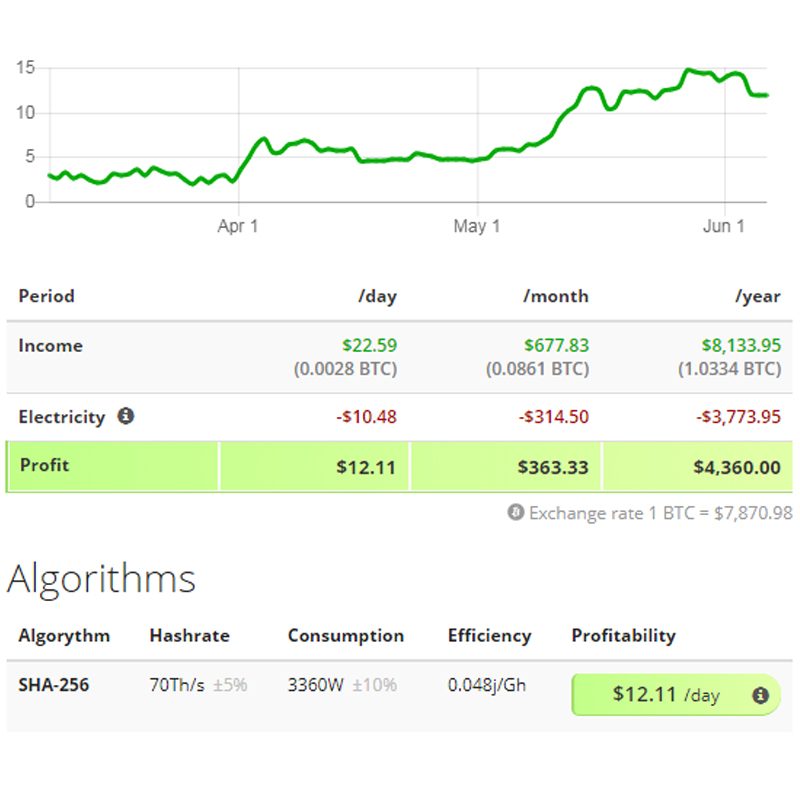 15
10
5
0
Apr 1 May 1 Jun 1
Period /day /month /year
Income $22.59 $677.83 $8,133.95
(0.0028 BTC) (0.0861 BTC) (1.0334 BTC)
Electricity -$10.48 -$314.50 -$3,773.95
Profit $12.11 $363.33 $4,360.00
Exchange rate 1 BTC = $7,870.98
Algorithms
Algorythm Hashrate Consumption Efficiency Profitability
SHA-256 70Th/s ±5% 3360W ±10% 0.048j/Gh $12.11 /day